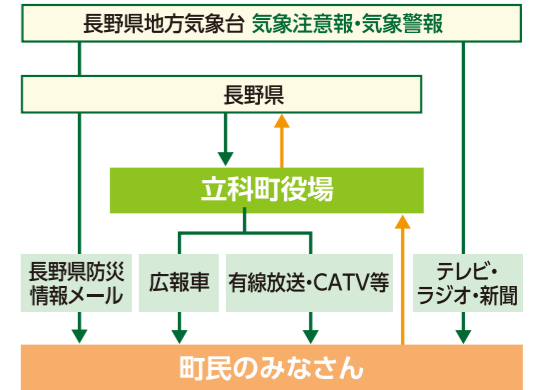 長野県地方気象台 気象注意報・気象警報
長野県
立科町役場
長野県防災
情報メール
広報車
有線放送・CATV等
テレビ・
ラジオ・新聞
町民のみなさん